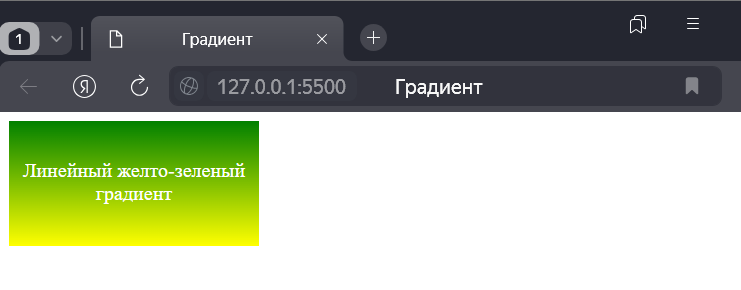 1
Градиент
Я
127.0.0.1:5500
Градиент
Линейный желто-зеленый
градиент